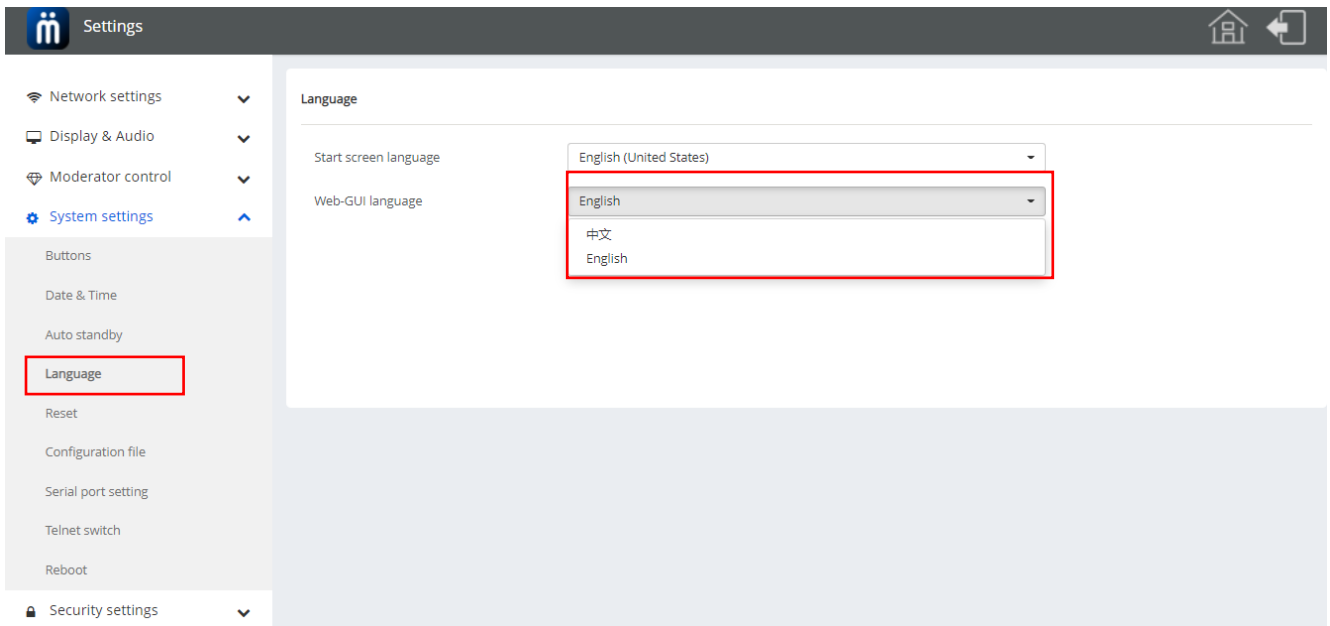 Settings
Network settings
Display & Audio
Moderator control
System settings
Buttons
Date & Time
Auto standby
Language
Reset
Configuration file
Serial port setting
Telnet switch
Reboot
Security settings
Language
Start screen language English (United States)
Web-GUI language English
中文
English